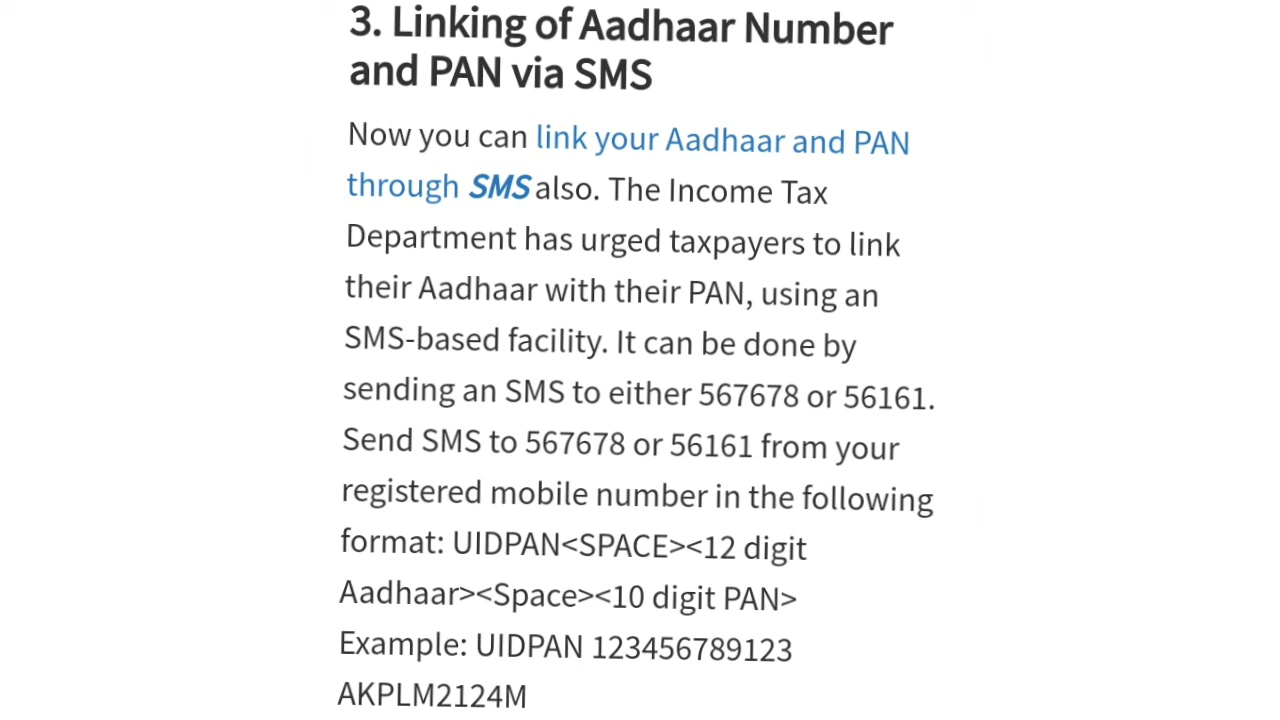 3. Linking of Aadhaar Number
and PAN via SMS
Now you can link your Aadhaar and PAN
through SMS also. The Income Tax
Department has urged taxpayers to link
their Aadhaar with their PAN, using an
SMS-based facility. It can be done by
sending an SMS to either 567678 or 56161.
Send SMS to 567678 or 56161 from your
registered mobile number in the following
format: UIDPAN<SPACE><12 digit
Aadhaar><Space><10 digit PAN>
Example: UIDPAN 123456789123
AKPLM2124M